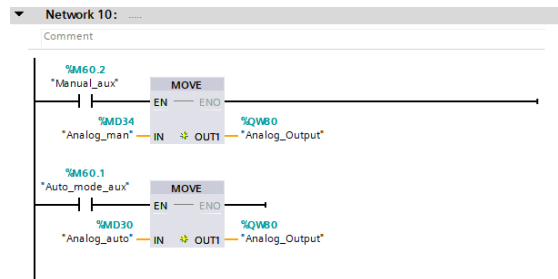 Network 10: .....
Comment
%M60.2
"Manual_aux"
MOVE
EN ENO
%MD34 %QW80
"Analog_man" IN OUT1 "Analog_Output"
%M60.1
"Auto_mode_aux"
MOVE
EN ENO
%MD30 %QW80
"Analog_auto" IN OUT1 "Analog_Output"